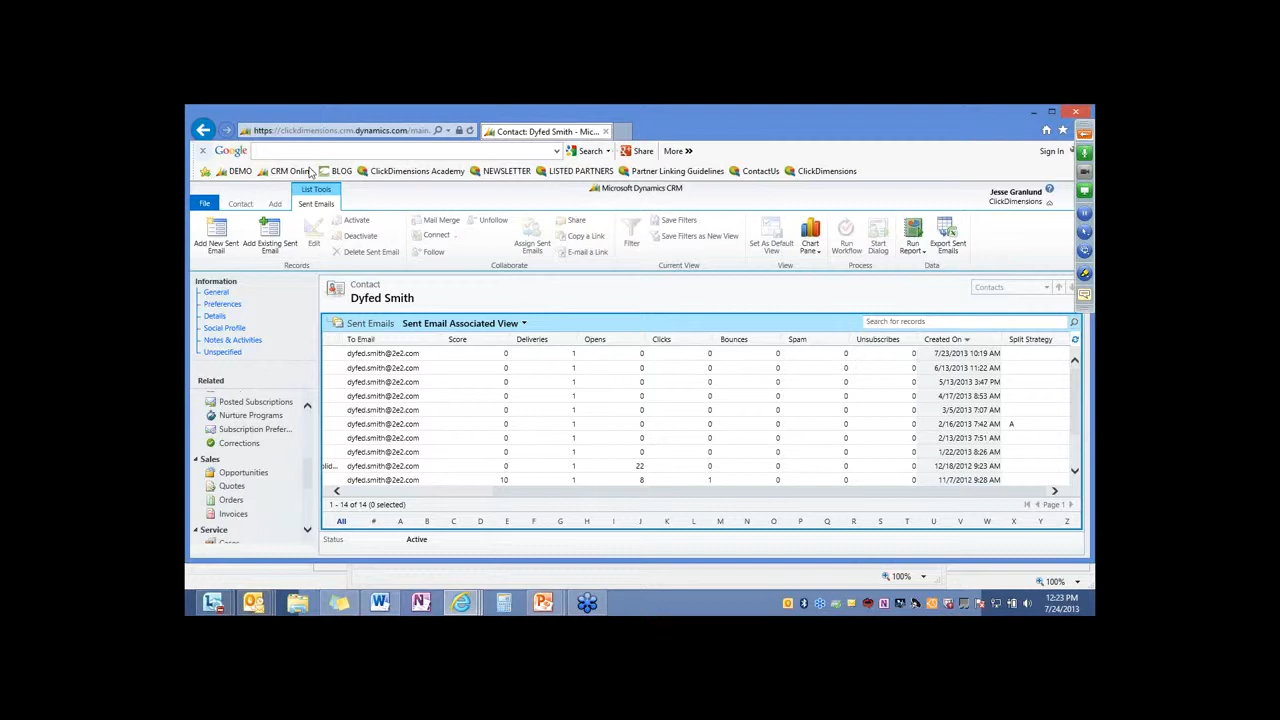 https://clickdimensions.crm.dynamics.com/main.
Contact: Dyfed Smith - Mic...
Google
Search
Share
More »
Sign In
DEMO CRM Online BLOG ClickDimensions Academy NEWSLETTER LISTED PARTNERS Partner Linking Guidelines ContactUs ClickDimensions
List Tools
Microsoft Dynamics CRM
Jesse Granlund
ClickDimensions
File Contact Add Sent Emails
Add New Sent Email
Add Existing Sent Email
Edit
Activate
Deactivate
Delete Sent Email
Records
Mail Merge
Connect
Unfollow
Follow
Assign Sent Emails
Share
Copy a Link
E-mail a Link
Collaborate
Filter
Save Filters
Save Filters as New View
Current View
Set As Default View
Chart Pane
View
Run Workflow
Start Dialog
Process
Run Report
Export Sent Emails
Data
Information
General
Preferences
Details
Social Profile
Notes & Activities
Unspecified
Related
Posted Subscriptions
Nurture Programs
Subscription Prefer...
Corrections
Sales
Opportunities
Quotes
Orders
Invoices
Service
Contact
Dyfed Smith
Contacts
Sent Emails Sent Email Associated View
Search for records
To Email Score Deliveries Opens Clicks Bounces Spam Unsubscribes Created On Split Strategy
dyfed.smith@2e2.com 0 1 0 0 0 0 0 7/23/2013 10:19 AM
dyfed.smith@2e2.com 0 1 0 0 0 0 0 6/13/2013 11:22 AM
dyfed.smith@2e2.com 0 1 0 0 0 0 0 5/13/2013 3:47 PM
dyfed.smith@2e2.com 0 1 0 0 0 0 0 4/17/2013 8:53 AM
dyfed.smith@2e2.com 0 1 0 0 0 0 0 3/5/2013 7:07 AM
dyfed.smith@2e2.com 0 1 0 0 0 0 0 2/16/2013 7:42 AM A
dyfed.smith@2e2.com 0 1 0 0 0 0 0 2/13/2013 7:51 AM
dyfed.smith@2e2.com 0 1 0 0 0 0 0 1/22/2013 8:26 AM
olid... dyfed.smith@2e2.com 0 1 22 0 0 0 0 12/18/2012 9:23 AM
dyfed.smith@2e2.com 10 1 8 1 0 0 0 11/7/2012 9:28 AM
1 - 14 of 14 (0 selected)
Page 1
All # A B C D E F G H I J K L M N O P Q R S T U V W X Y Z
Status Active
100%
100%
12:23 PM
7/24/2013